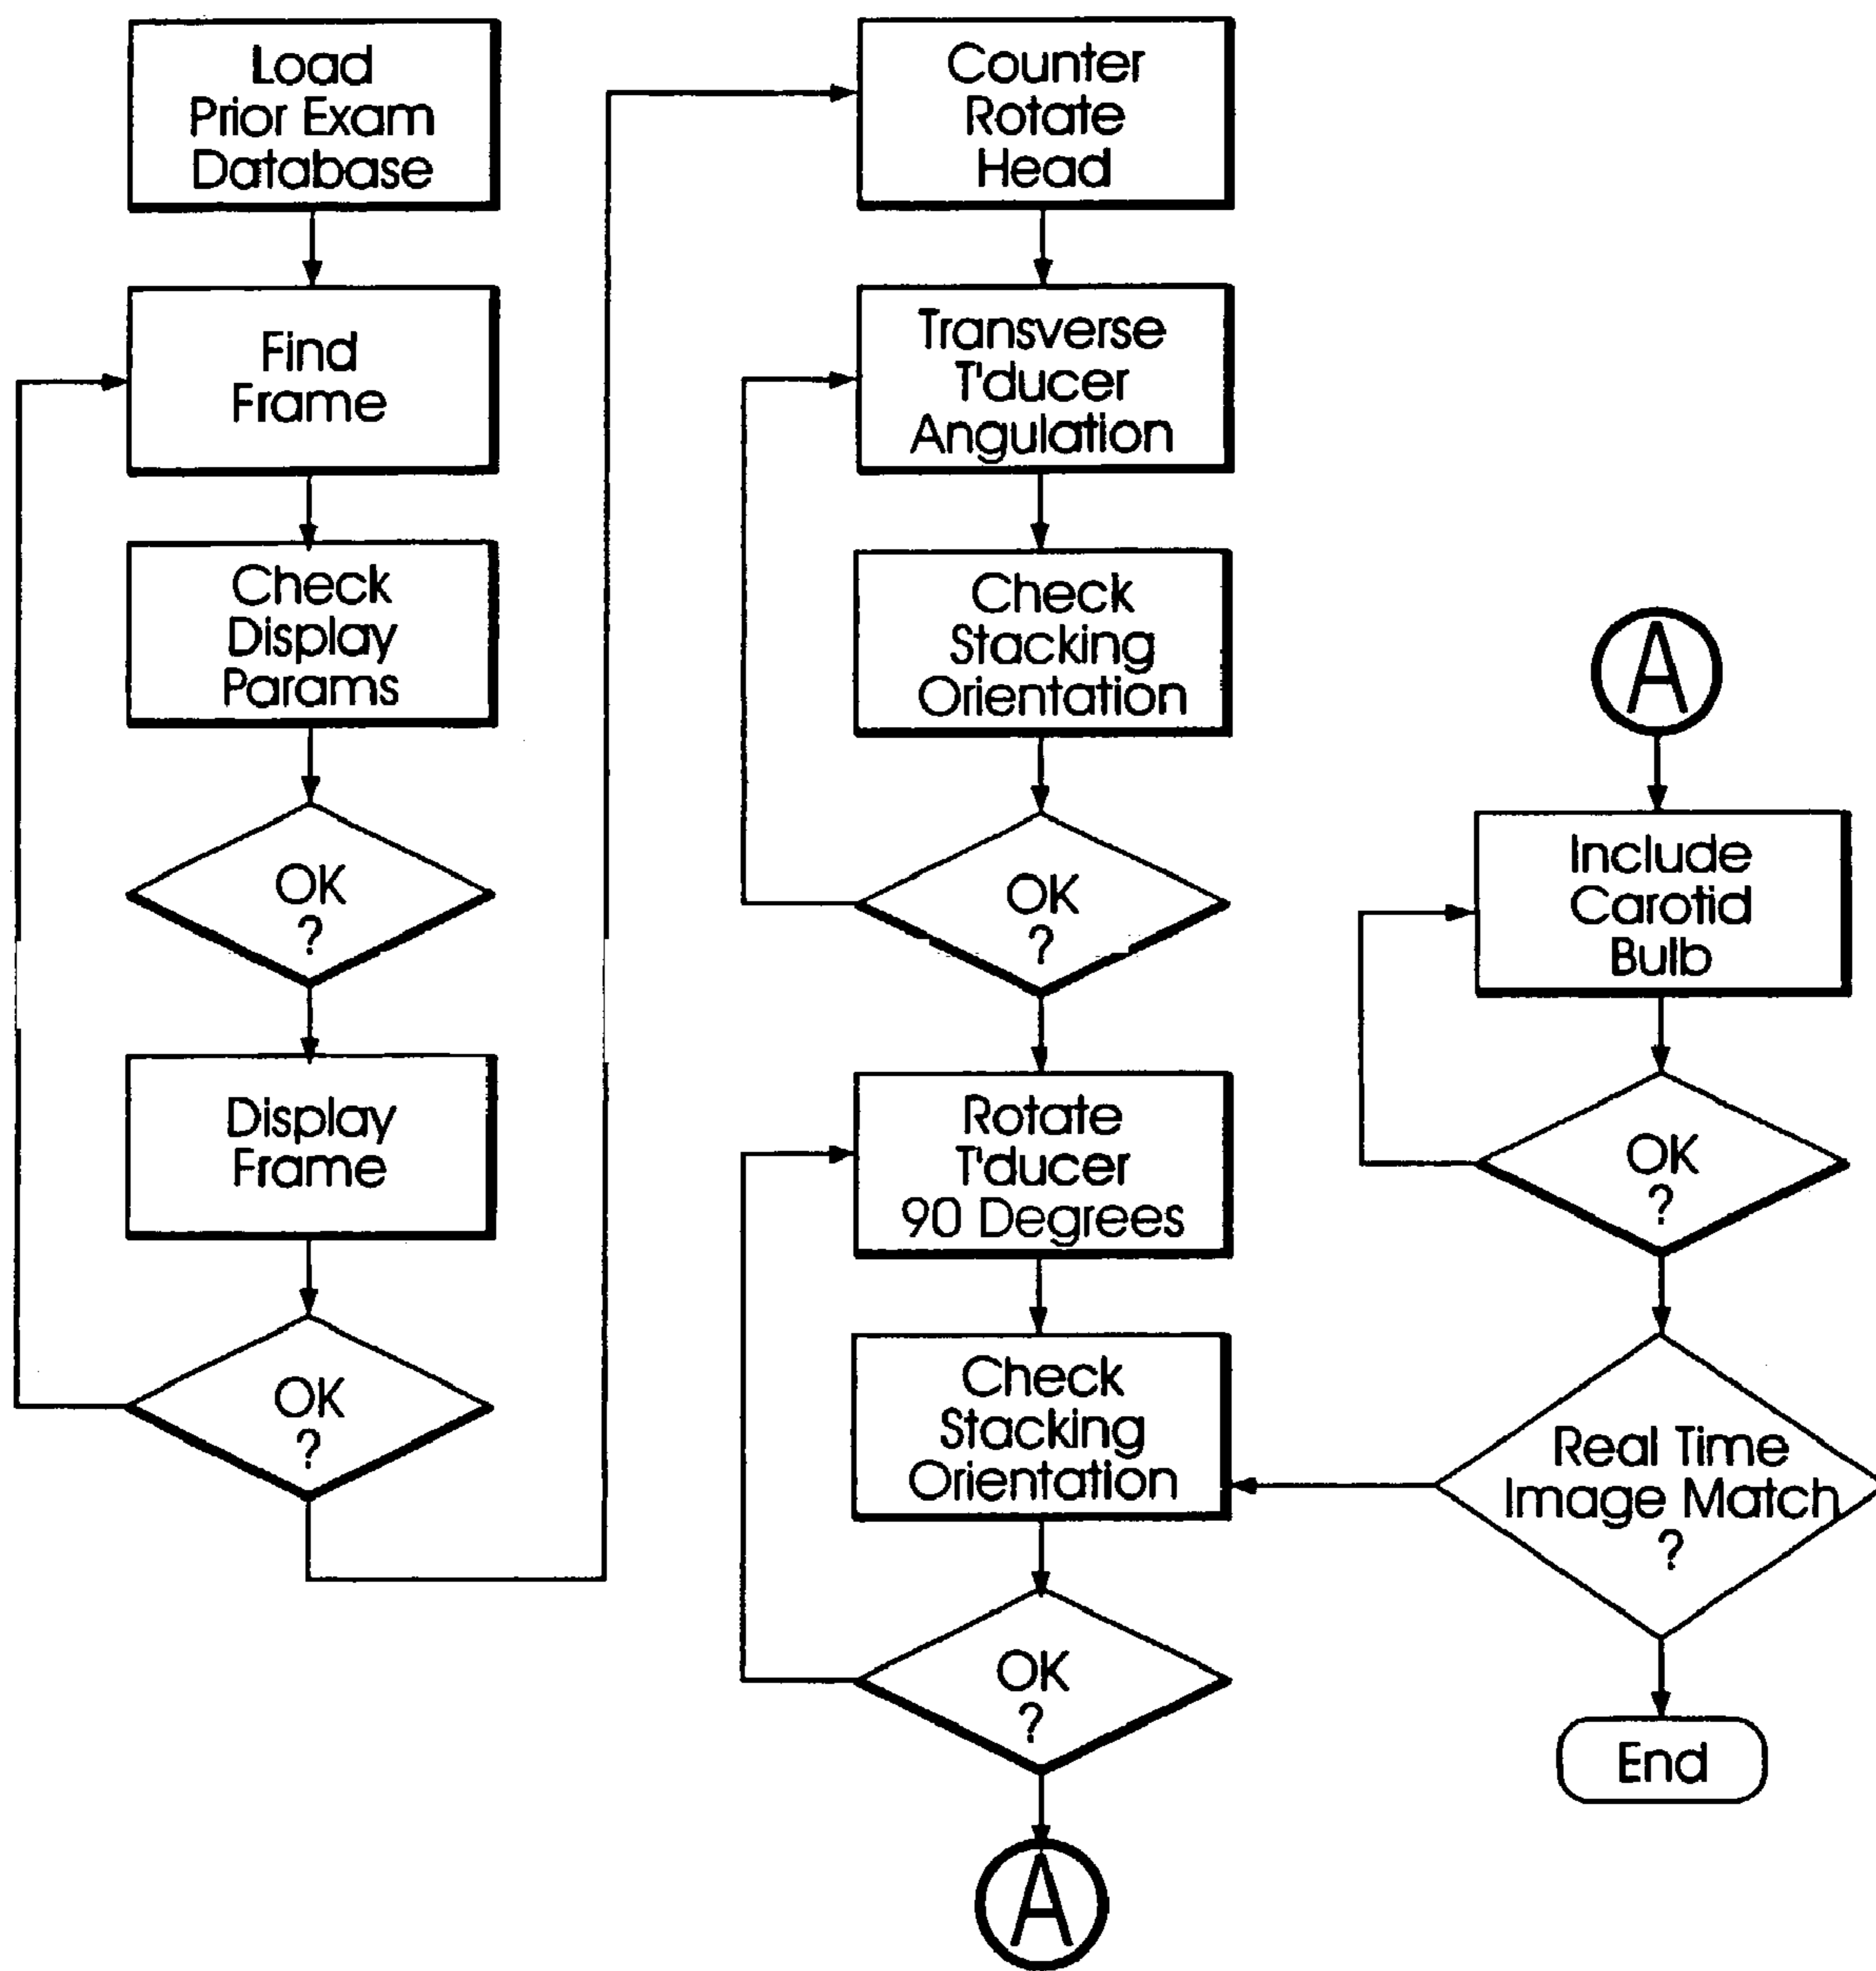 Load
Prior Exam
Database
Find
Frame
Check
Display
Params
OK
?
Display
Frame
OK
?
Counter
Rotate
Head
Transverse
T'ducer
Angulation
Check
Stacking
Orientation
OK
?
Rotate
T'ducer
90 Degrees
Check
Stacking
Orientation
OK
?
A
A
Include
Carotid
Bulb
OK
?
Real Time
Image Match
?
End